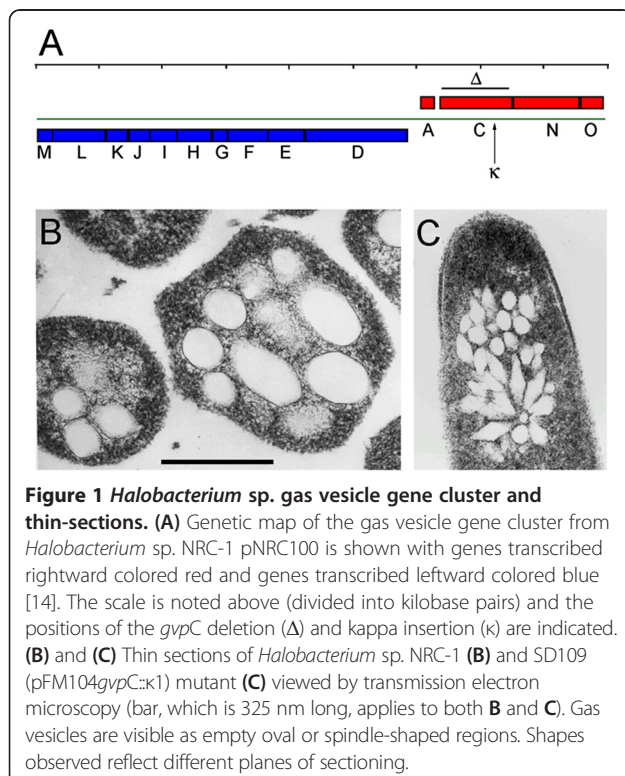 A
Δ
A C N O
M L K J I H G F E D
κ
B
C
Figure 1 Halobacterium sp. gas vesicle gene cluster and
thin-sections. (A) Genetic map of the gas vesicle gene cluster from
Halobacterium sp. NRC-1 pNRC100 is shown with genes transcribed
rightward colored red and genes transcribed leftward colored blue
[14]. The scale is noted above (divided into kilobase pairs) and the
positions of the gvpC deletion (Δ) and kappa insertion (κ) are indicated.
(B) and (C) Thin sections of Halobacterium sp. NRC-1 (B) and SD109
(pFM104gvpC::κ1) mutant (C) viewed by transmission electron
microscopy (bar, which is 325 nm long, applies to both B and C). Gas
vesicles are visible as empty oval or spindle-shaped regions. Shapes
observed reflect different planes of sectioning.